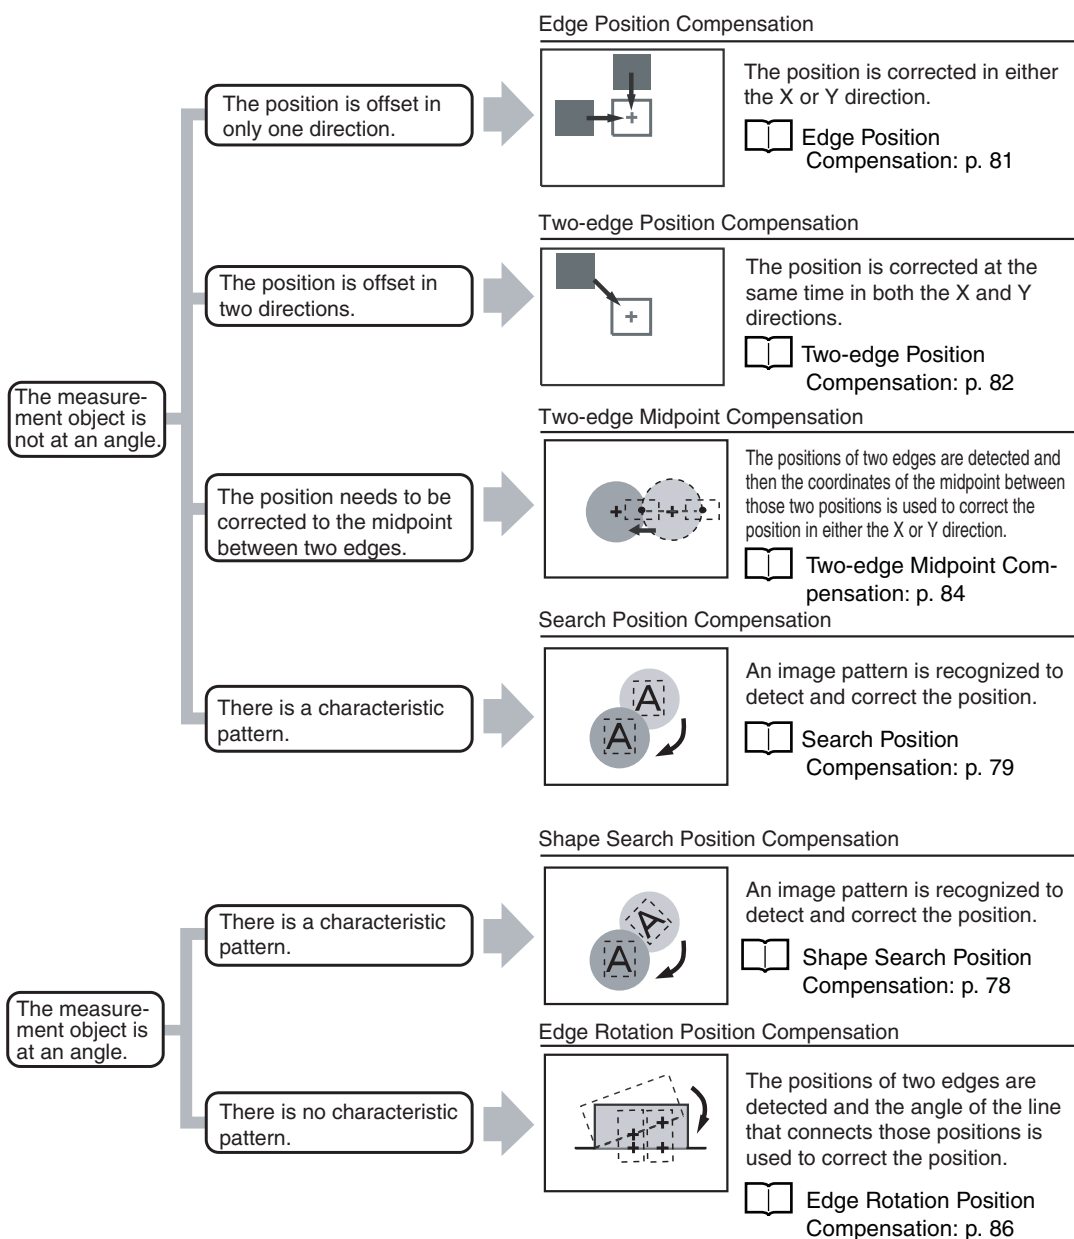 Edge Position Compensation
The position is offset in
only one direction.
The position is corrected in either
the X or Y direction.
Edge Position
Compensation: p. 81
Two-edge Position Compensation
The position is offset in
two directions.
The position is corrected at the
same time in both the X and Y
directions.
Two-edge Position
Compensation: p. 82
The measure-
ment object is
not at an angle.
Two-edge Midpoint Compensation
The position needs to be
corrected to the midpoint
between two edges.
The positions of two edges are detected and
then the coordinates of the midpoint between
those two positions is used to correct the
position in either the X or Y direction.
Two-edge Midpoint Com-
pensation: p. 84
Search Position Compensation
There is a characteristic
pattern.
A
A
An image pattern is recognized to
detect and correct the position.
Search Position
Compensation: p. 79
Shape Search Position Compensation
There is a characteristic
pattern.
A
A
An image pattern is recognized to
detect and correct the position.
Shape Search Position
Compensation: p. 78
The measure-
ment object is
at an angle.
Edge Rotation Position Compensation
There is no characteristic
pattern.
The positions of two edges are
detected and the angle of the line
that connects those positions is
used to correct the position.
Edge Rotation Position
Compensation: p. 86